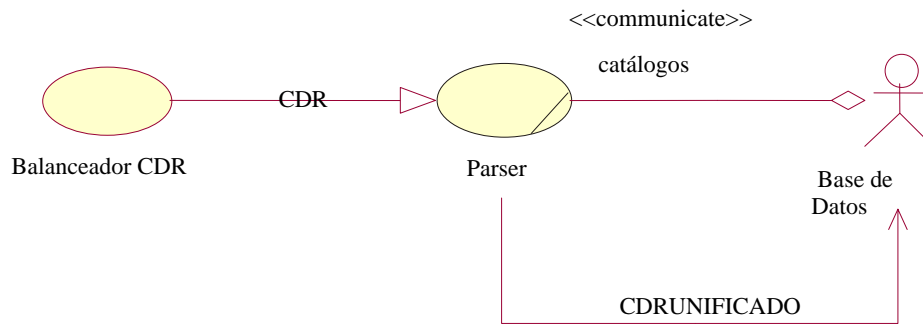 <<communicate>>
catálogos
CDR
Balanceador CDR
Parser
Base de
Datos
CDRUNIFICADO